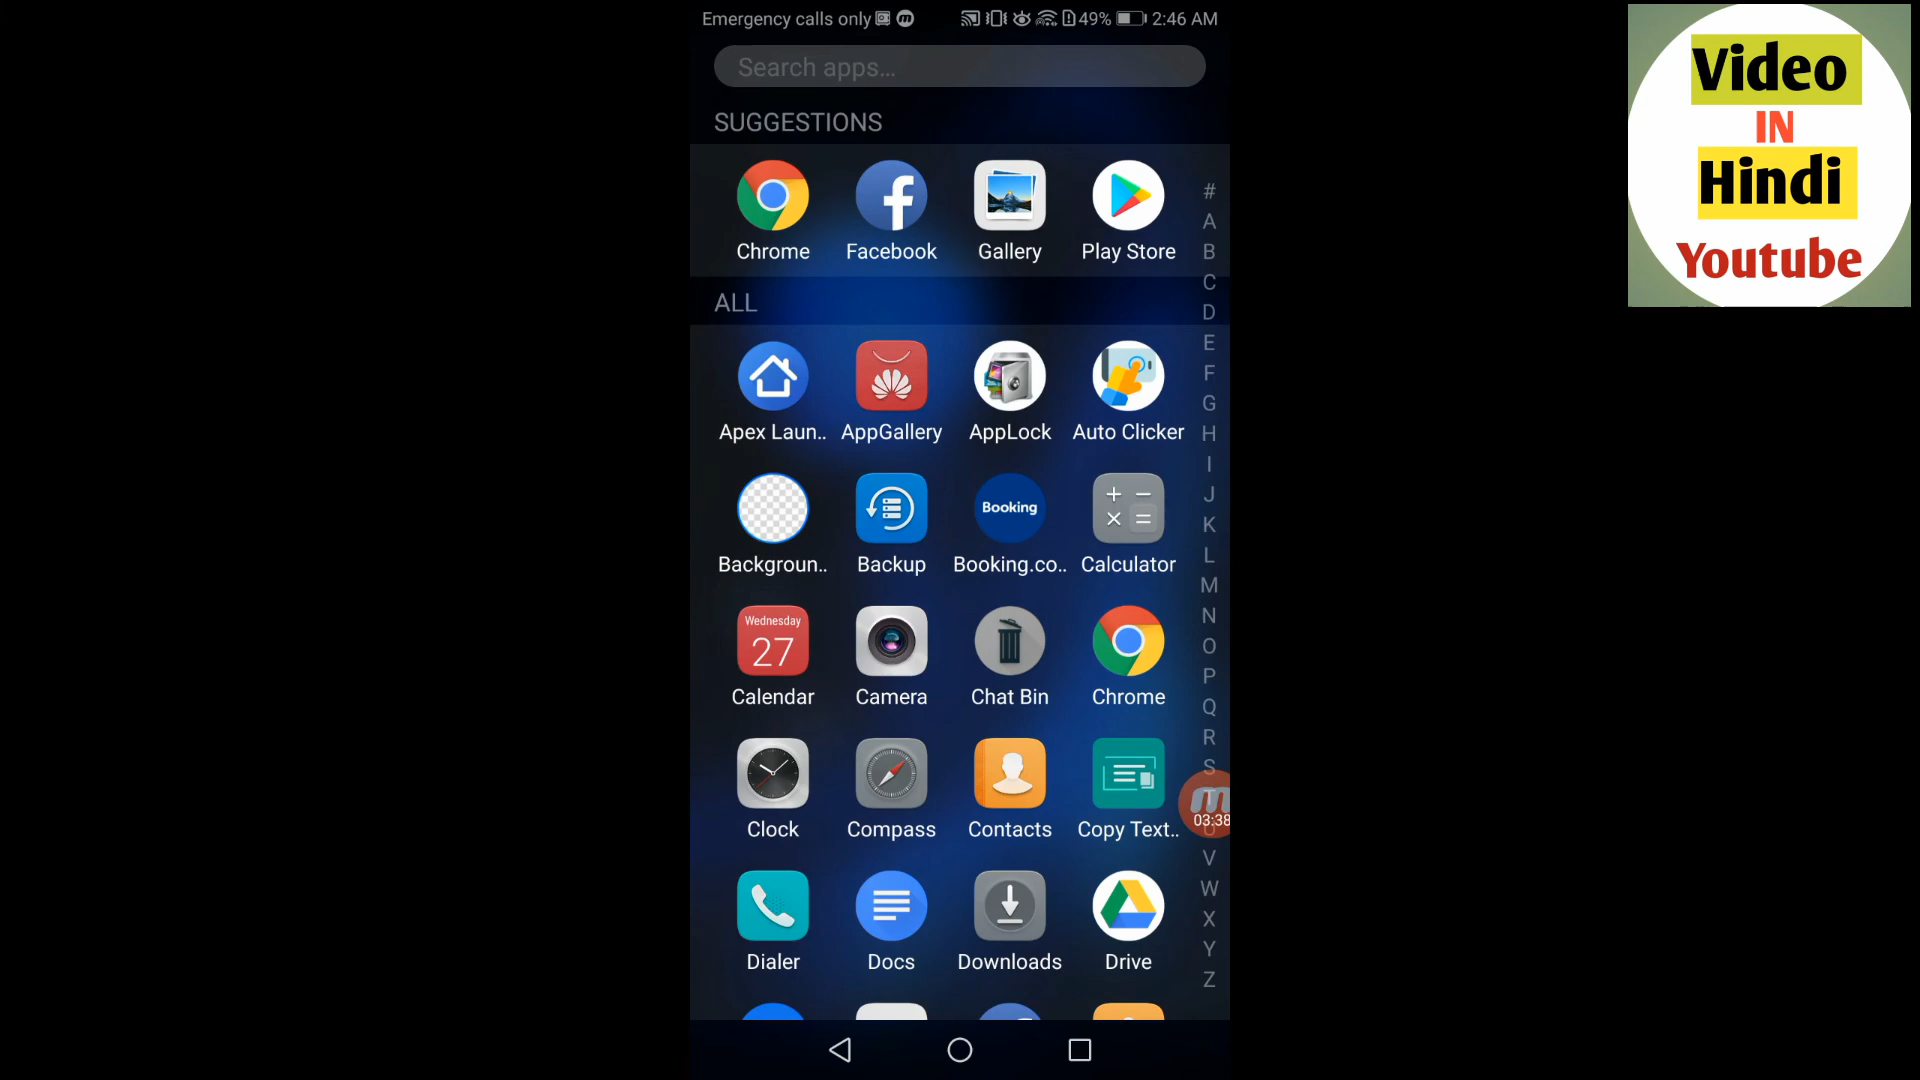 Emergency calls only 49% 2:46 AM
Search apps...
SUGGESTIONS
Chrome Facebook Gallery Play Store
ALL
Apex Laun.. AppGallery AppLock Auto Clicker
Booking
Backgroun.. Backup Booking.co.. Calculator
Wednesday
27
Calendar Camera Chat Bin Chrome
Clock Compass Contacts Copy Text..
Dialer Docs Downloads Drive
#
A
B
C
D
E
F
G
H
I
J
K
L
M
N
O
P
Q
R
S
03:38
V
W
X
Y
Z
Video
IN
Hindi
Youtube